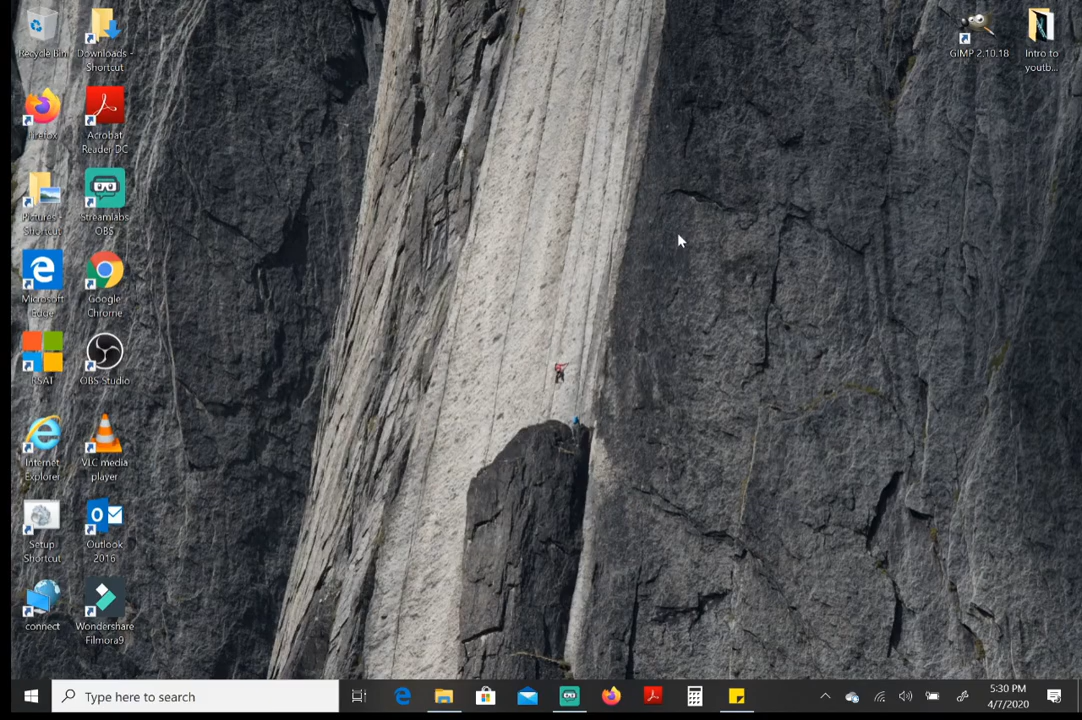 Recycle Bin
Downloads -
Shortcut
Firefox
Acrobat
Reader DC
Pictures -
Shortcut
Streamlabs
OBS
Microsoft
Edge
Google
Chrome
RSAT
OBS Studio
Internet
Explorer
VLC media
player
Setup
Shortcut
Outlook
2016
connect
Wondershare
Filmora9
GIMP 2.10.18
Intro to
youtb...
Type here to search
5:30 PM
4/7/2020